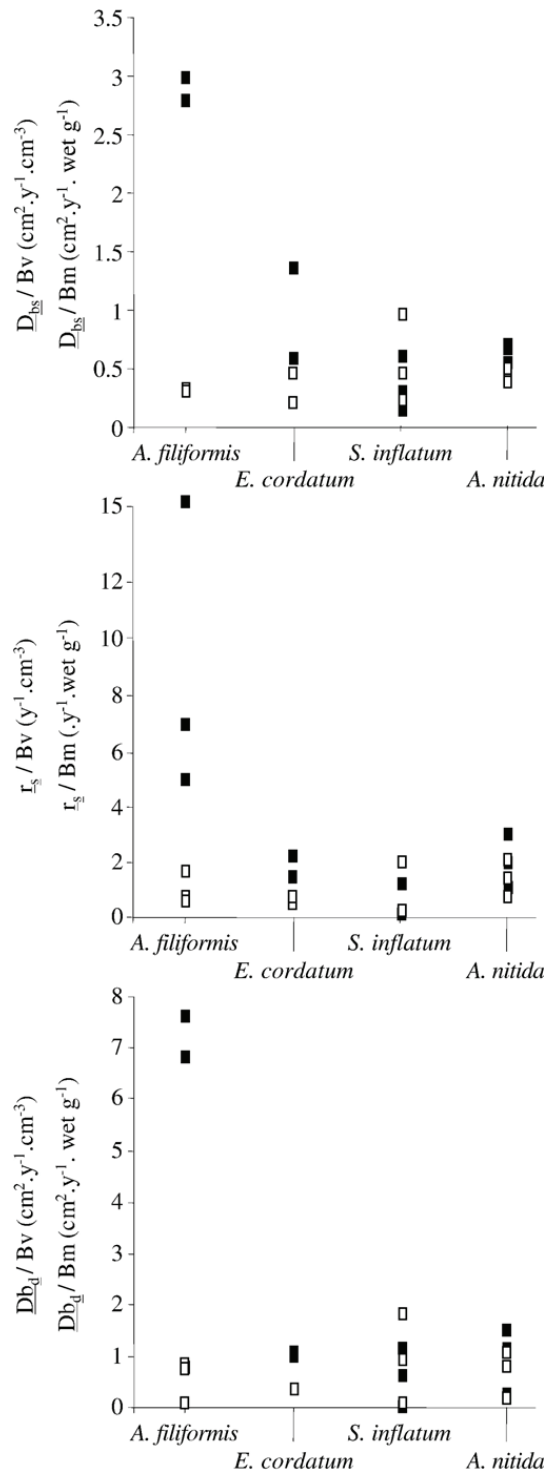 3.5
3
2.5
2
1.5
1
0.5
0
D_bs / Bv (cm².y⁻¹.cm⁻³)
D_bs / Bm (cm².y⁻¹. wet g⁻¹)
A. filiformis
S. inflatum
E. cordatum
A. nitida
15
12
10
8
6
4
2
0
r_s / Bv (y⁻¹.cm⁻³)
r_s / Bm (.y⁻¹.wet g⁻¹)
A. filiformis
S. inflatum
E. cordatum
A. nitida
8
7
6
5
4
3
2
1
0
Db_d / Bv (cm².y⁻¹.cm⁻³)
Db_d / Bm (cm².y⁻¹. wet g⁻¹)
A. filiformis
S. inflatum
E. cordatum
A. nitida